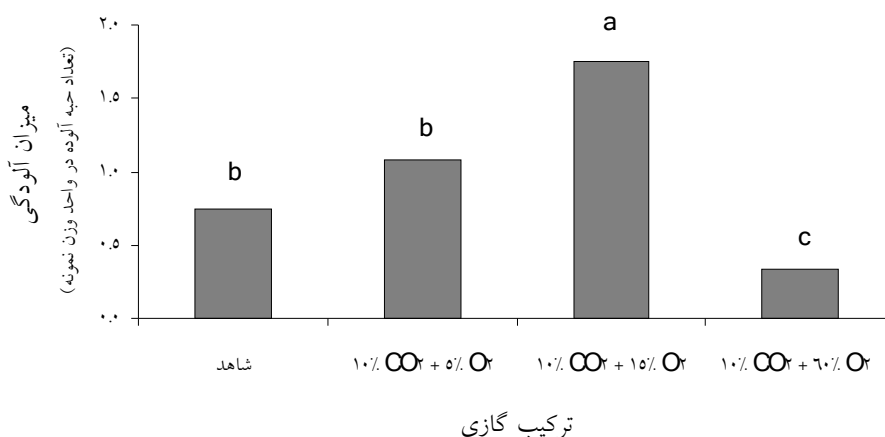 ۲.۰
۱.۵
۱.۰
۰.۵
۰.۰
میزان آلودگی
(تعداد حبه آلوده در واحد وزن نمونه)
b
b
a
c
شاهد
۱۰٪ CO۲ + ۵٪ O۲
۱۰٪ CO۲ + ۱۵٪ O۲
۱۰٪ CO۲ + ۶۰٪ O۲
ترکیب گازی